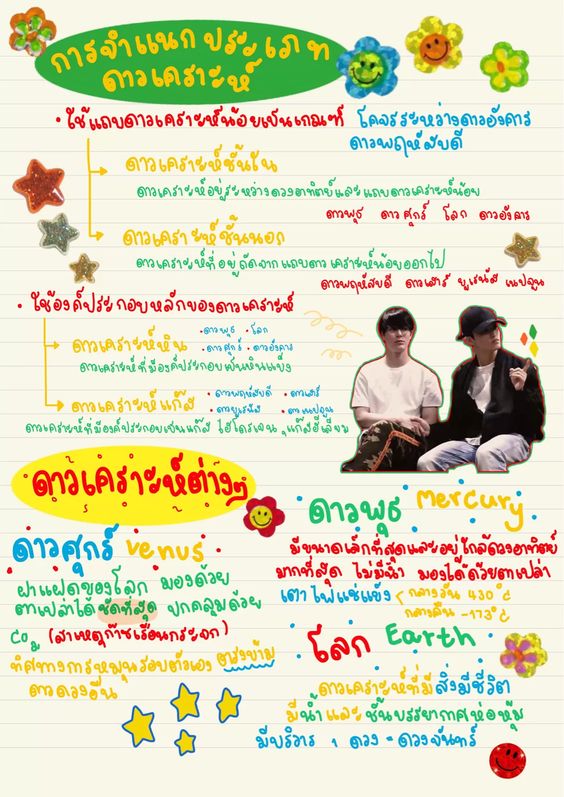 การจำแนกประเภท
ดาวเคราะห์
• ใช้แถบดาวเคราะห์น้อยเป็นเกณฑ์ โคจรระหว่างดาวอังคาร
ดาวพฤหัสบดี
ดาวเคราะห์ชั้นใน
ดาวเคราะห์อยู่ระหว่างดวงอาทิตย์และแถบดาวเคราะห์น้อย
ดาวพุธ ดาวศุกร์ โลก ดาวอังคาร
ดาวเคราะห์ชั้นนอก
ดาวเคราะห์ที่อยู่ถัดจากแถบดาวเคราะห์น้อยออกไป
ดาวพฤหัสบดี ดาวเสาร์ ยูเรนัส เนปจูน
• ใช้องค์ประกอบหลักของดาวเคราะห์
ดาวเคราะห์หิน • ดาวพุธ • โลก
• ดาวศุกร์ • ดาวอังคาร
ดาวเคราะห์ที่มีองค์ประกอบเป็นหินแข็ง
ดาวเคราะห์แก๊ส • ดาวพฤหัสบดี • ดาวเสาร์
• ดาวยูเรนัส • ดาวเนปจูน
ดาวเคราะห์ที่มีองค์ประกอบเป็นแก๊ส ไฮโดรเจน , แก๊สฮีเลียม
ดาวเคราะห์ต่างๆ
ดาวศุกร์ Venus
ฝาแฝดของโลก มองด้วย
ตาเปล่าได้ ชัดที่สุด ปกคลุมด้วย
CO₂ (สาเหตุก๊าซเรือนกระจก)
ทิศทางการหมุนรอบตัวเอง ตรงข้าม
ดาวดวงอื่น
ดาวพุธ Mercury
มีขนาดเล็กที่สุดและอยู่ใกล้ดวงอาทิตย์
มากที่สุด ไม่มีน้ำ มองได้ด้วยตาเปล่า
เตาไฟแช่แข็ง กลางวัน 430°C
กลางคืน -173°C
โลก Earth
ดาวเคราะห์ที่มีสิ่งมีชีวิต
มีน้ำและชั้นบรรยากาศห่อหุ้ม
มีบริวาร 1 ดวง = ดวงจันทร์